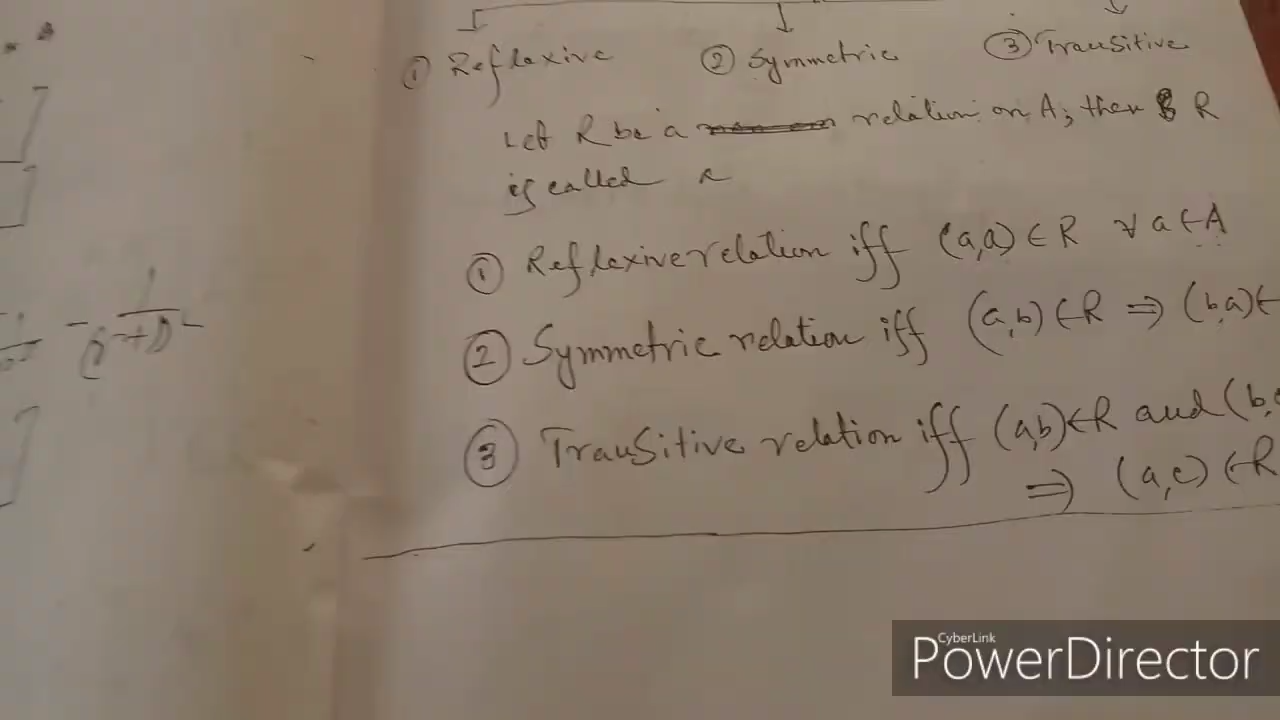 ① Reflexive ② Symmetric ③ Transitive
Let R be a relation on A; then R
is called a
① Reflexive relation iff (a,a) ∈ R ∀ a ∈ A
② Symmetric relation iff (a,b) ∈ R ⇒ (b,a) ∈
③ Transitive relation iff (a,b) ∈ R and (b,
⇒ (a,c) ∈ R
CyberLink
PowerDirector